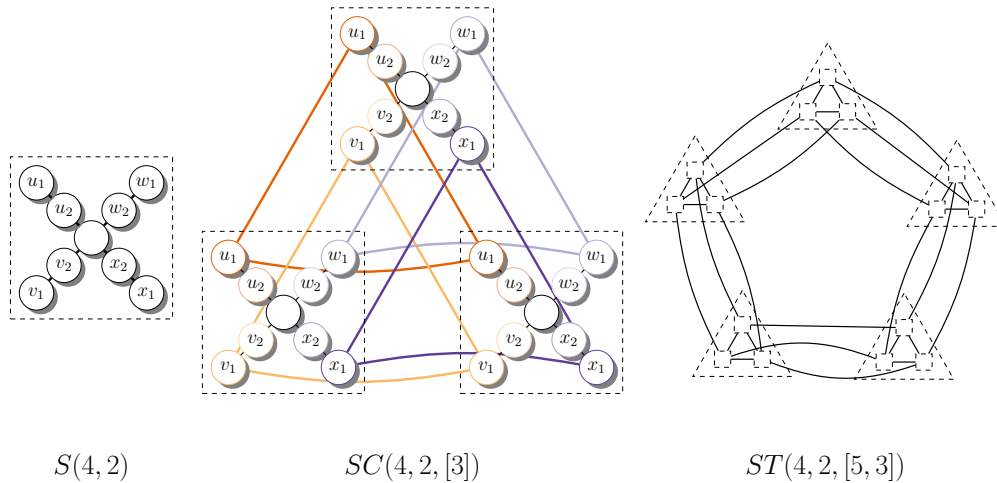 u1 w1
u2 w2
v2 x2
v1 x1
u1 w1
u2 w2
v2 x2
v1 x1
u1 w1
u2 w2
v2 x2
v1 x1
u1 w1
u2 w2
v2 x2
v1 x1
S(4, 2)
SC(4, 2, [3])
ST(4, 2, [5, 3])